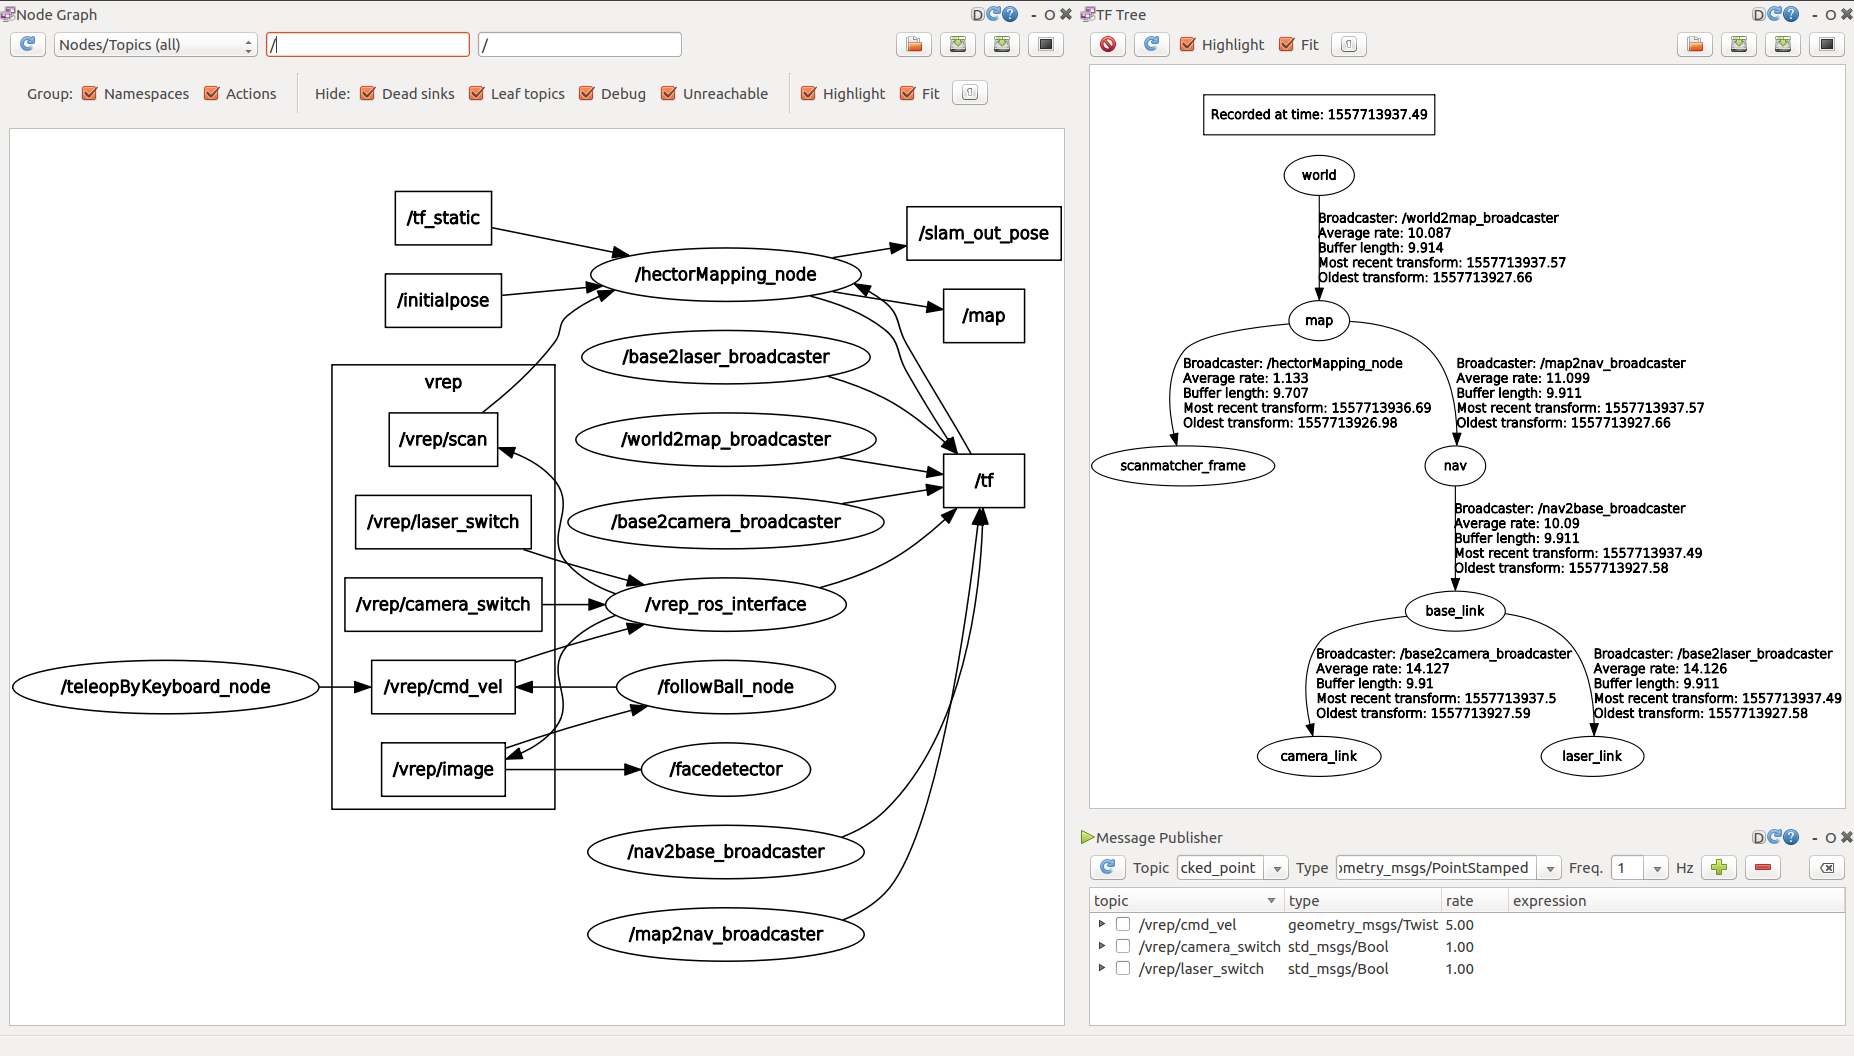 Node Graph
D ? - O ✖
Nodes/Topics (all)
/
/
Group: Namespaces Actions Hide: Dead sinks Leaf topics Debug Unreachable Highlight Fit
/tf_static
/initialpose
/hectorMapping_node
/slam_out_pose
/map
/base2laser_broadcaster
vrep
/vrep/scan
/world2map_broadcaster
/tf
/vrep/laser_switch
/base2camera_broadcaster
/vrep/camera_switch
/vrep_ros_interface
/teleopByKeyboard_node
/vrep/cmd_vel
/followBall_node
/vrep/image
/facedetector
/nav2base_broadcaster
/map2nav_broadcaster
TF Tree
D ? - O ✖
Highlight Fit
Recorded at time: 1557713937.49
world
Broadcaster: /world2map_broadcaster
Average rate: 10.087
Buffer length: 9.914
Most recent transform: 1557713937.57
Oldest transform: 1557713927.66
map
Broadcaster: /hectorMapping_node
Average rate: 1.133
Buffer length: 9.707
Most recent transform: 1557713936.69
Oldest transform: 1557713926.98
Broadcaster: /map2nav_broadcaster
Average rate: 11.099
Buffer length: 9.911
Most recent transform: 1557713937.57
Oldest transform: 1557713927.66
scanmatcher_frame
nav
Broadcaster: /nav2base_broadcaster
Average rate: 10.09
Buffer length: 9.911
Most recent transform: 1557713937.49
Oldest transform: 1557713927.58
base_link
Broadcaster: /base2camera_broadcaster
Average rate: 14.127
Buffer length: 9.91
Most recent transform: 1557713937.5
Oldest transform: 1557713927.59
Broadcaster: /base2laser_broadcaster
Average rate: 14.126
Buffer length: 9.911
Most recent transform: 1557713937.49
Oldest transform: 1557713927.58
camera_link
laser_link
Message Publisher
D ? - O ✖
Topic cked_point Type ometry_msgs/PointStamped Freq. 1 Hz
topic type rate expression
/vrep/cmd_vel geometry_msgs/Twist 5.00
/vrep/camera_switch std_msgs/Bool 1.00
/vrep/laser_switch std_msgs/Bool 1.00